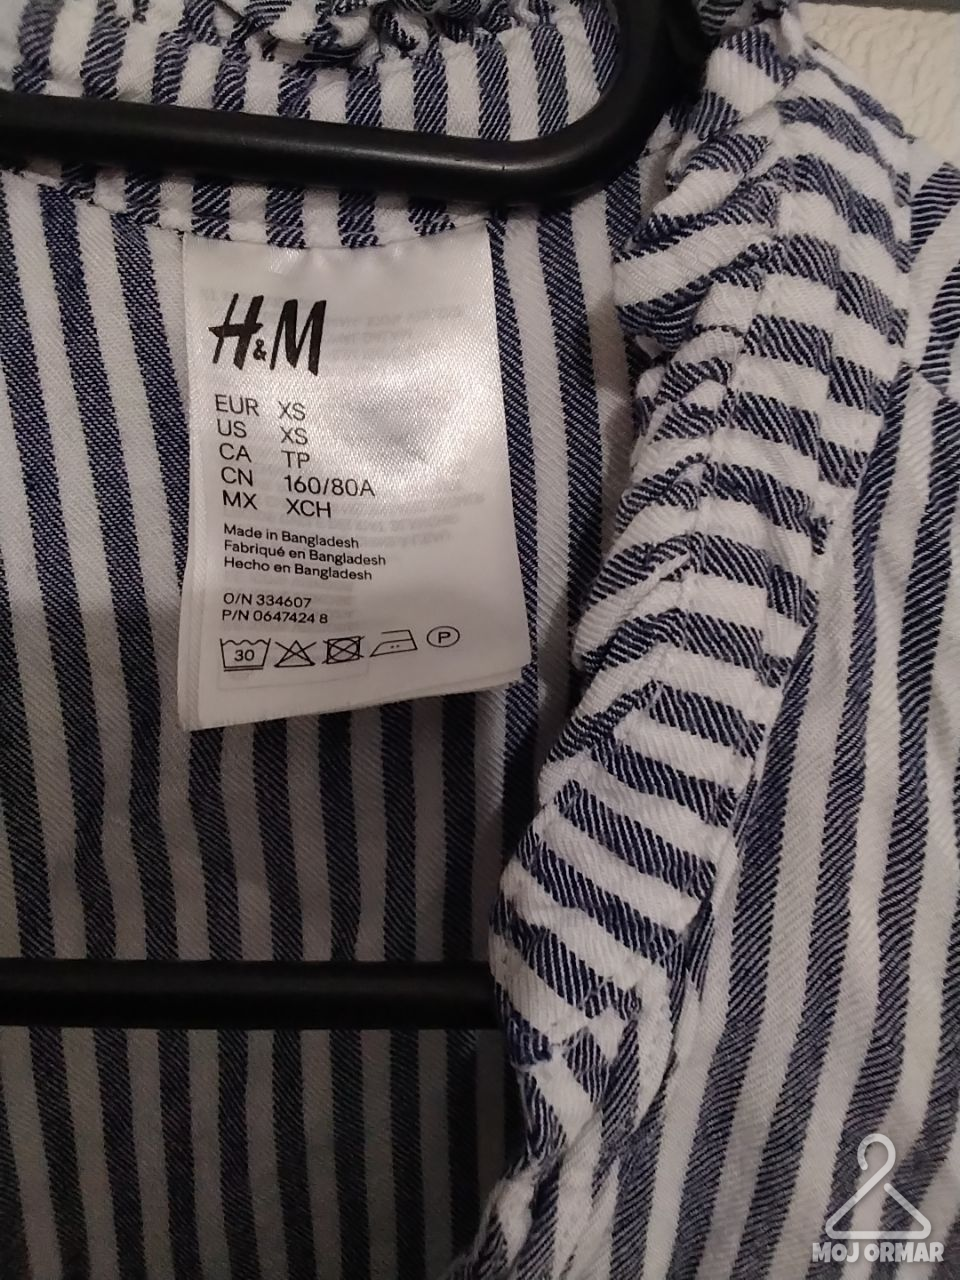 H&M
EUR XS
US XS
CA TP
CN 160/80A
MX XCH
Made in Bangladesh
Fabriqué en Bangladesh
Hecho en Bangladesh
O/N 334607
P/N 0647424 8
30
P
MOJ ORMAR